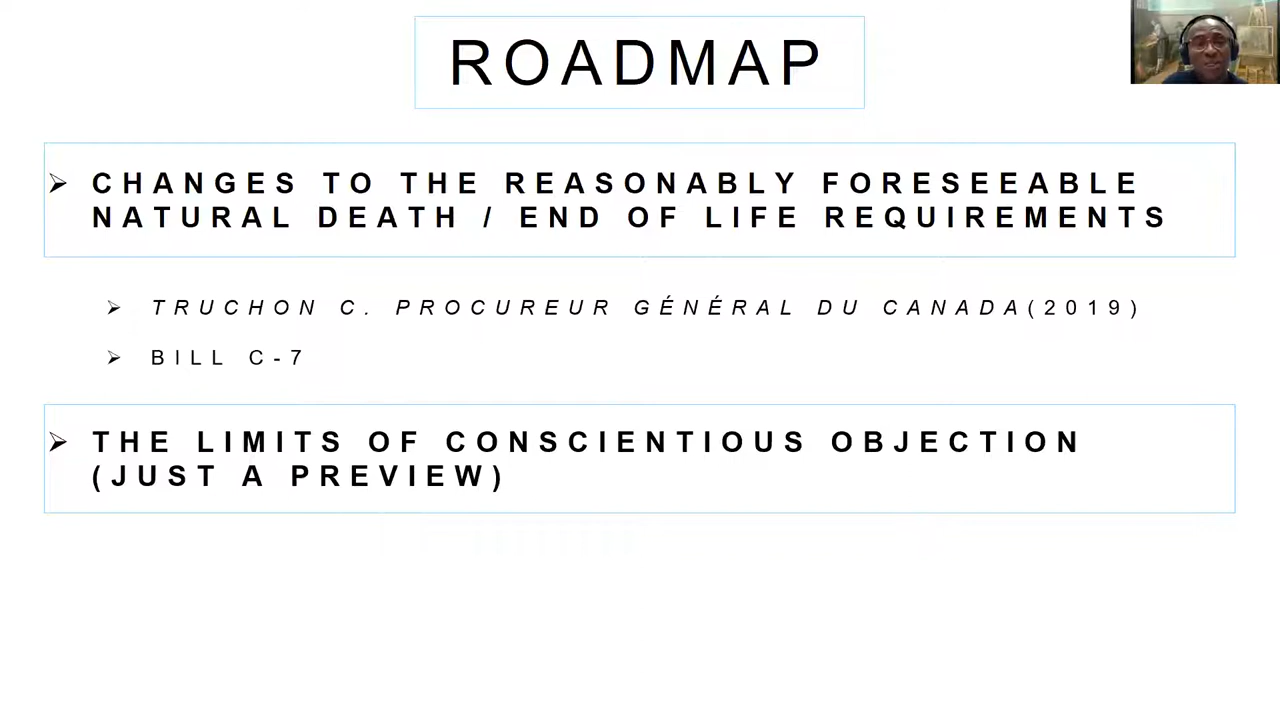 ROADMAP
CHANGES TO THE REASONABLY FORESEEABLE
NATURAL DEATH / END OF LIFE REQUIREMENTS
TRUCHON C. PROCUREUR GÉNÉRAL DU CANADA(2019)
BILL C-7
THE LIMITS OF CONSCIENTIOUS OBJECTION
(JUST A PREVIEW)